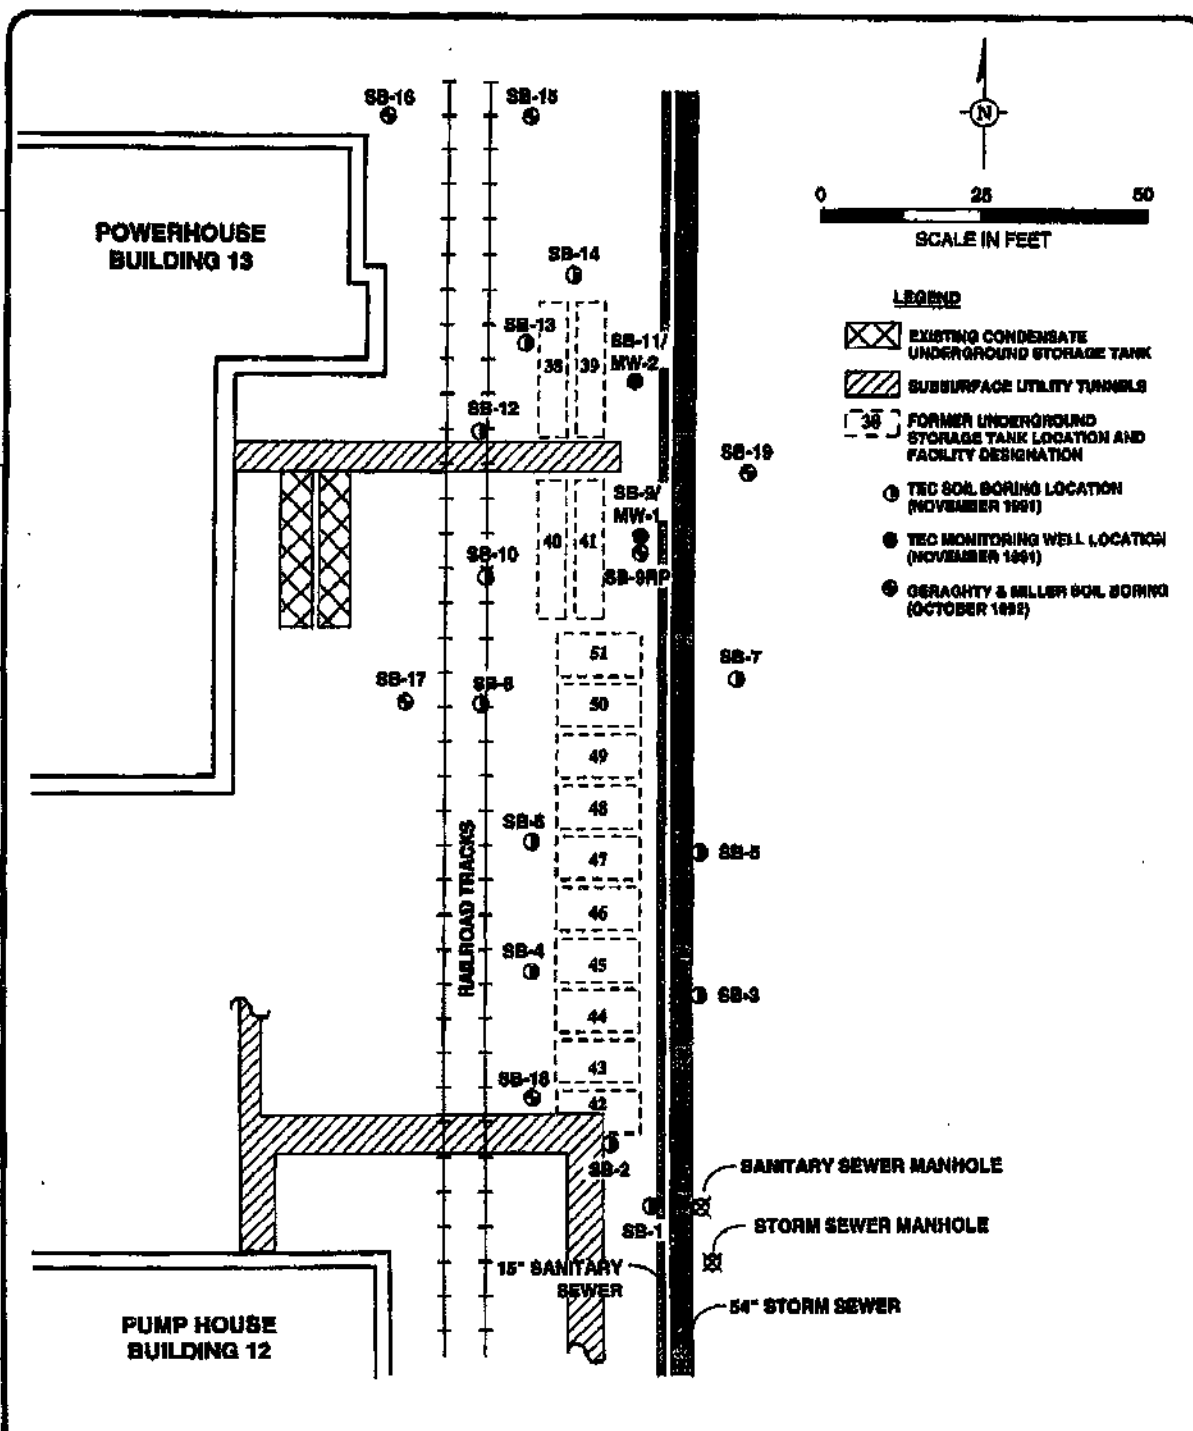 SB-16
SB-15
N
0 25 50
SCALE IN FEET
POWERHOUSE
BUILDING 13
SB-14
LEGEND
EXISTING CONDENSATE
UNDERGROUND STORAGE TANK
SUBSURFACE UTILITY TUNNELS
38
FORMER UNDERGROUND
STORAGE TANK LOCATION AND
FACILITY DESIGNATION
TEC SOIL BORING LOCATION
(NOVEMBER 1991)
TEC MONITORING WELL LOCATION
(NOVEMBER 1991)
GERAGHTY & MILLER SOIL BORING
(OCTOBER 1992)
SB-13
SB-11/
MW-2
38 39
SB-12
SB-19
SB-9/
MW-1
40 41
SB-10
SB-9RP
51
SB-7
SB-17
SB-8
50
49
48
SB-6
47
SB-5
RAILROAD TRACKS
46
SB-4
45
SB-3
44
43
SB-18
42
SB-2
SANITARY SEWER MANHOLE
SB-1
STORM SEWER MANHOLE
15" SANITARY
SEWER
54" STORM SEWER
PUMP HOUSE
BUILDING 12